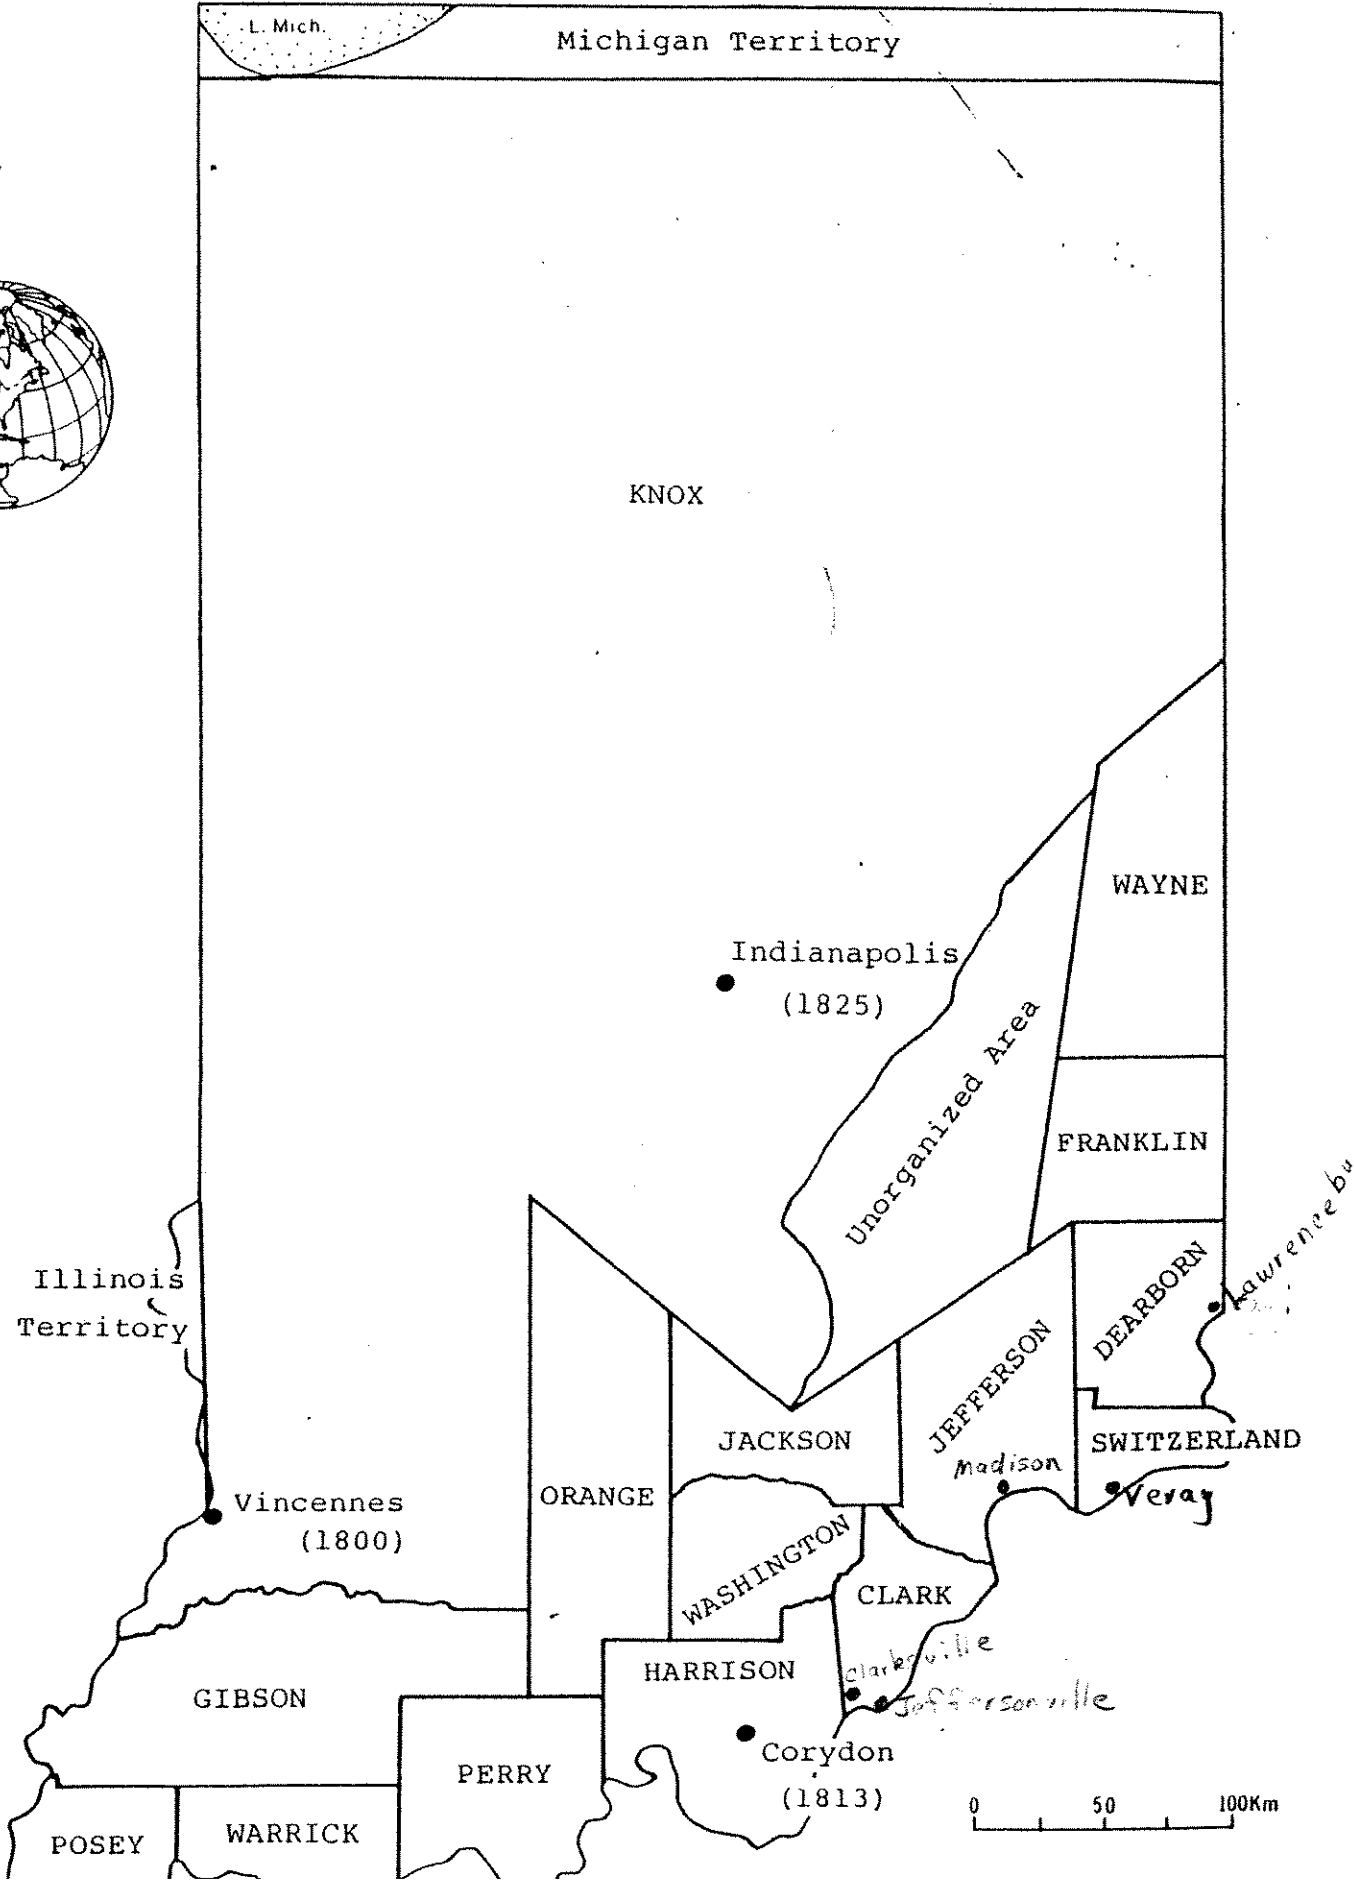 L. Mich.
Michigan Territory
KNOX
WAYNE
Indianapolis
(1825)
Unorganized Area
FRANKLIN
Illinois
Territory
DEARBORN
JEFFERSON
JACKSON
SWITZERLAND
Madison
Vevay
ORANGE
Vincennes
(1800)
WASHINGTON
CLARK
Clarksville
HARRISON
Jeffersonville
GIBSON
Corydon
(1813)
PERRY
0 50 100Km
WARRICK
POSEY